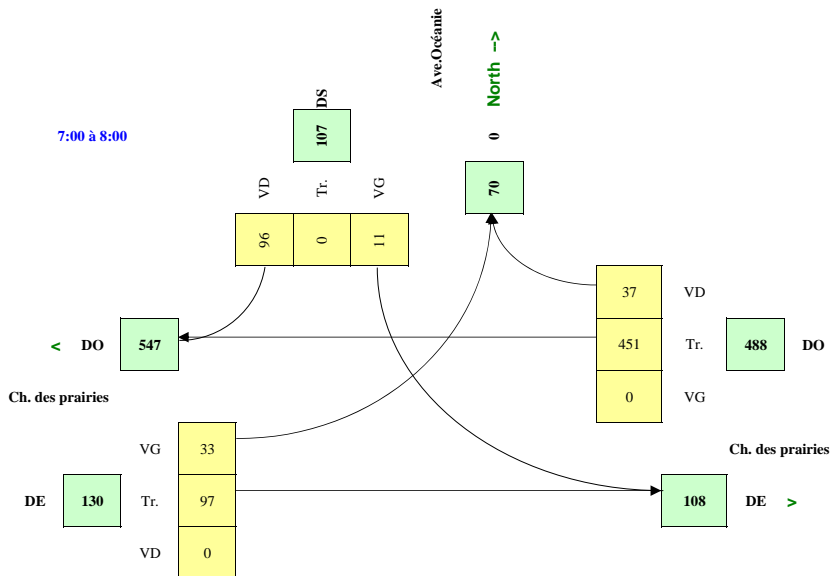 Ave.Océanie
North -->
DS
7:00 à 8:00
107
0
70
VD Tr. VG
96 0 11
37 VD
< DO 547
451 Tr. 488 DO
0 VG
Ch. des prairies
VG 33
Ch. des prairies
DE 130 Tr. 97
108 DE >
VD 0